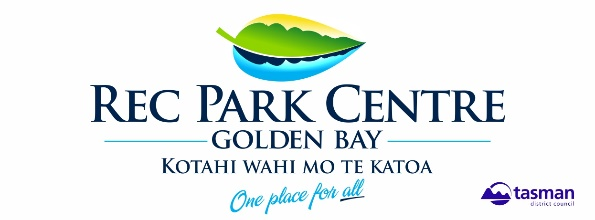 REC PARK CENTRE
GOLDEN BAY
KOTAHI WAHI MO TE KATOA
One place for all
tasman
district council